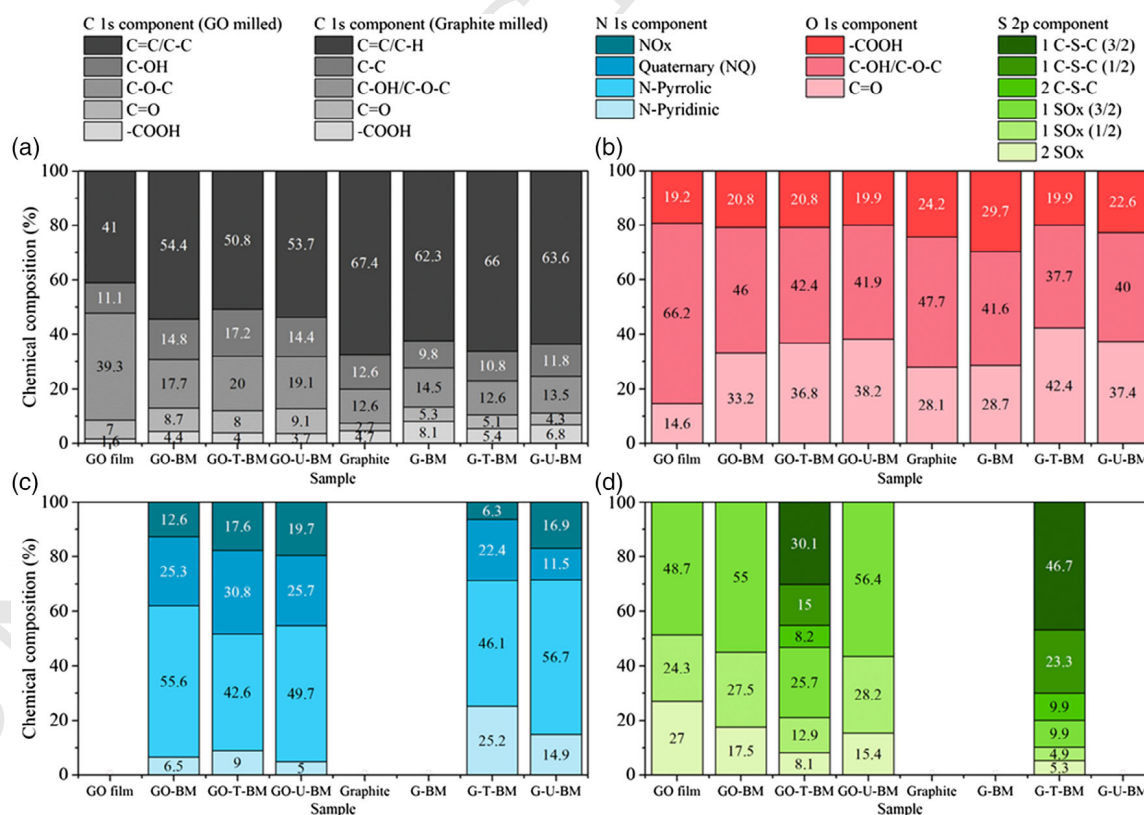 C 1s component (GO milled)
C=C/C-C
C-OH
C-O-C
C=O
-COOH
C 1s component (Graphite milled)
C=C/C-H
C-C
C-OH/C-O-C
C=O
-COOH
N 1s component
NOx
Quaternary (NQ)
N-Pyrrolic
N-Pyridinic
O 1s component
-COOH
C-OH/C-O-C
C=O
S 2p component
1 C-S-C (3/2)
1 C-S-C (1/2)
2 C-S-C
1 SOx (3/2)
1 SOx (1/2)
2 SOx
(a)
Chemical composition (%)
100
80
60
40
20
0
41 54.4 50.8 53.7 67.4 62.3 66 63.6
11.1 14.8 17.2 14.4 12.6 9.8 10.8 11.8
39.3 17.7 20 19.1 12.6 14.5 12.6 13.5
7 8.7 8 9.1 2.7 5.3 5.1 4.3
1.6 4.4 4 3.7 4.7 8.1 5.4 6.8
GO film GO-BM GO-T-BM GO-U-BM Graphite G-BM G-T-BM G-U-BM
Sample
(b)
100
80
60
40
20
0
19.2 20.8 20.8 19.9 24.2 29.7 19.9 22.6
66.2 46 42.4 41.9 47.7 41.6 37.7 40
14.6 33.2 36.8 38.2 28.1 28.7 42.4 37.4
GO film GO-BM GO-T-BM GO-U-BM Graphite G-BM G-T-BM G-U-BM
Sample
(c)
Chemical composition (%)
100
80
60
40
20
0
12.6 17.6 19.7 6.3 16.9
25.3 30.8 25.7 22.4 11.5
55.6 42.6 49.7 46.1 56.7
6.5 9 5 25.2 14.9
GO film GO-BM GO-T-BM GO-U-BM Graphite G-BM G-T-BM G-U-BM
Sample
(d)
100
80
60
40
20
0
30.1 46.7
15 23.3
8.2 9.9
48.7 55 25.7 56.4 9.9
24.3 27.5 12.9 28.2 4.9
27 17.5 8.1 15.4 5.3
GO film GO-BM GO-T-BM GO-U-BM Graphite G-BM G-T-BM G-U-BM
Sample